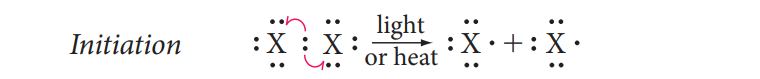 Initiation :Ẍ : Ẍ: light or heat → :Ẍ · + :Ẍ ·